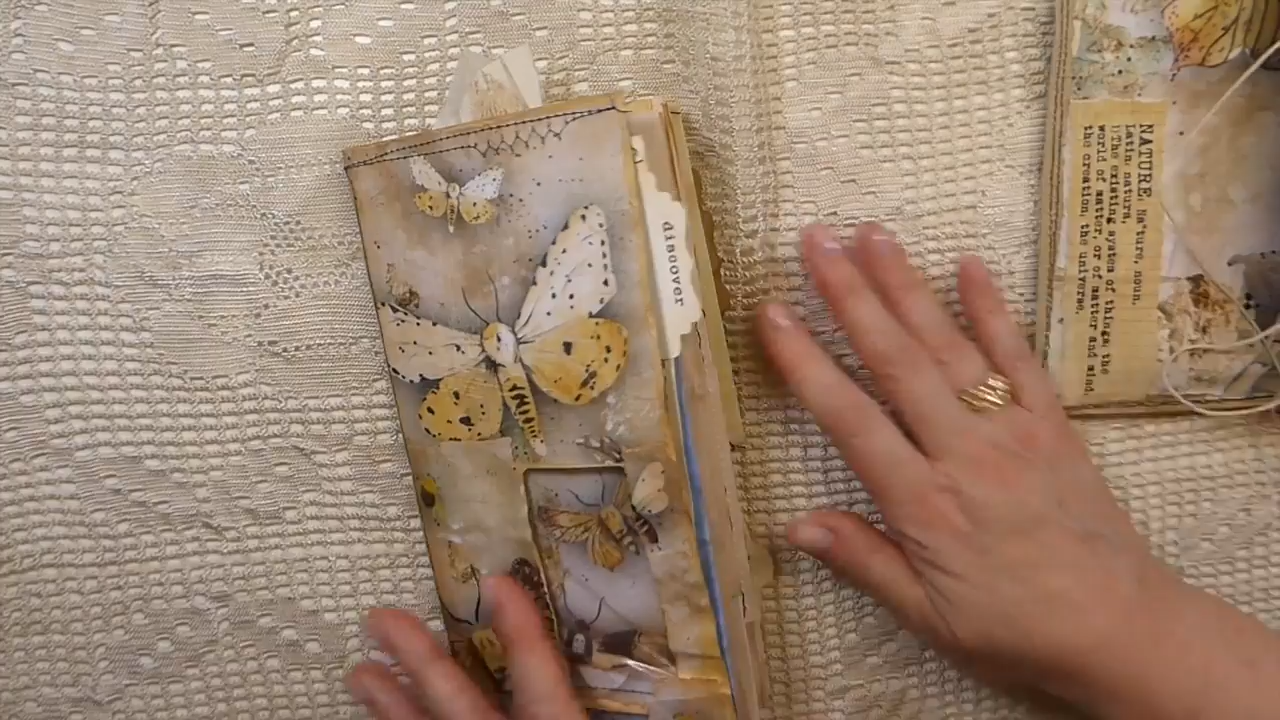 discover
NATURE, Na"ture, noun.
Latin, natura,
1)The existing system of things, the
world of matter, or of matter and mind,
the creation, the universe.